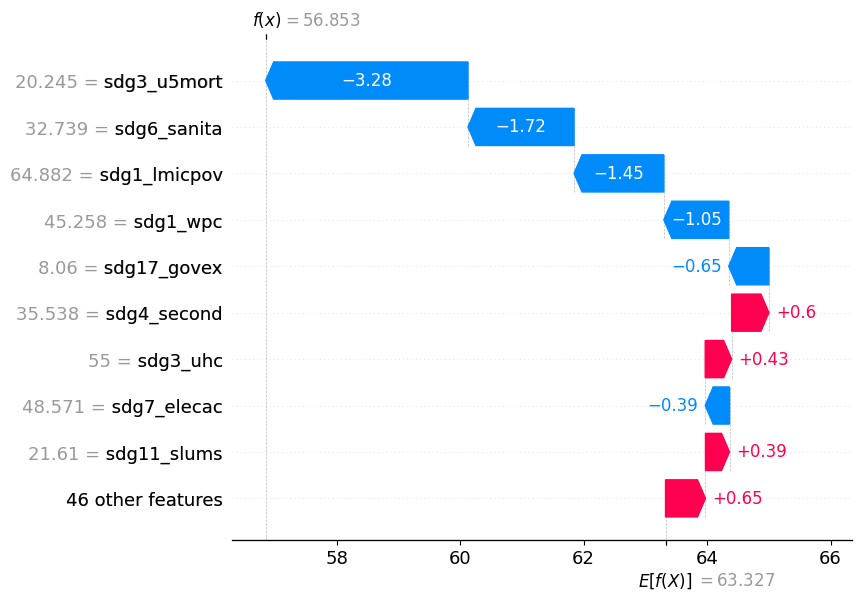 f(x) = 56.853
20.245 = sdg3_u5mort −3.28
32.739 = sdg6_sanita −1.72
64.882 = sdg1_lmicpov −1.45
45.258 = sdg1_wpc −1.05
8.06 = sdg17_govex −0.65
35.538 = sdg4_second +0.6
55 = sdg3_uhc +0.43
48.571 = sdg7_elecac −0.39
21.61 = sdg11_slums +0.39
46 other features +0.65
58 60 62 64 66
E[f(X)] = 63.327